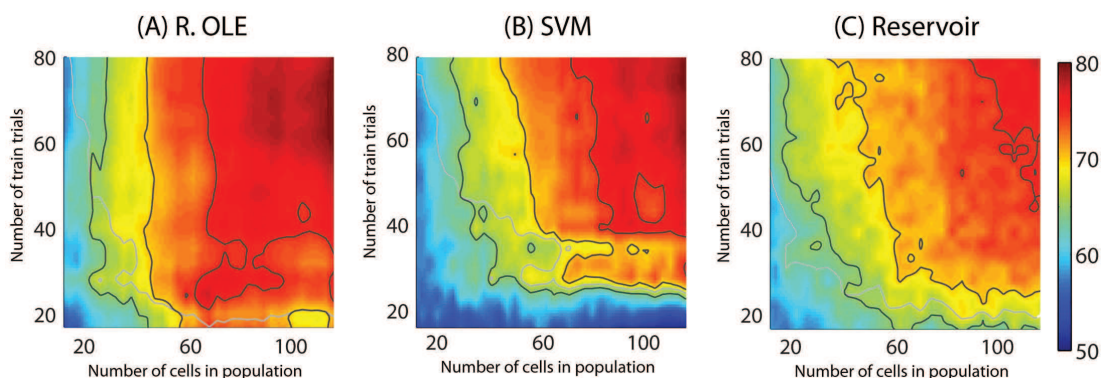 (A) R. OLE
(B) SVM
(C) Reservoir
Number of train trials
80
60
40
20
20
60
100
Number of cells in population
Number of train trials
80
60
40
20
20
60
100
Number of cells in population
Number of train trials
80
60
40
20
20
60
100
Number of cells in population
80
70
60
50